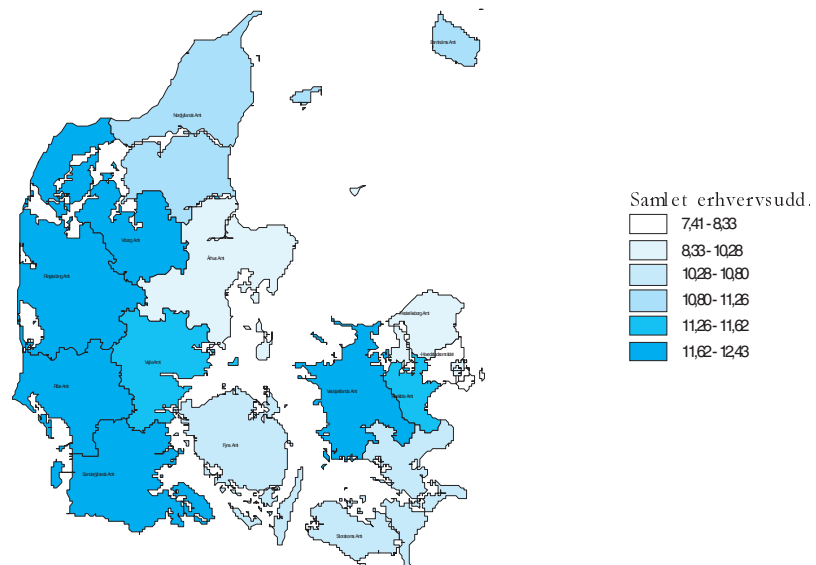 Bornholms Amt
Nordjyllands Amt
Viborg Amt
Århus Amt
Ringkøbing Amt
Samlet erhvervsudd.
7,41 - 8,33
8,33 - 10,28
10,28 - 10,80
10,80 - 11,26
11,26 - 11,62
11,62 - 12,43
Frederiksborg Amt
Hovedstadsområdet
Vejle Amt
Ribe Amt
Vestsjællands Amt
Roskilde Amt
Fyns Amt
Sønderjyllands Amt
Storstrøms Amt